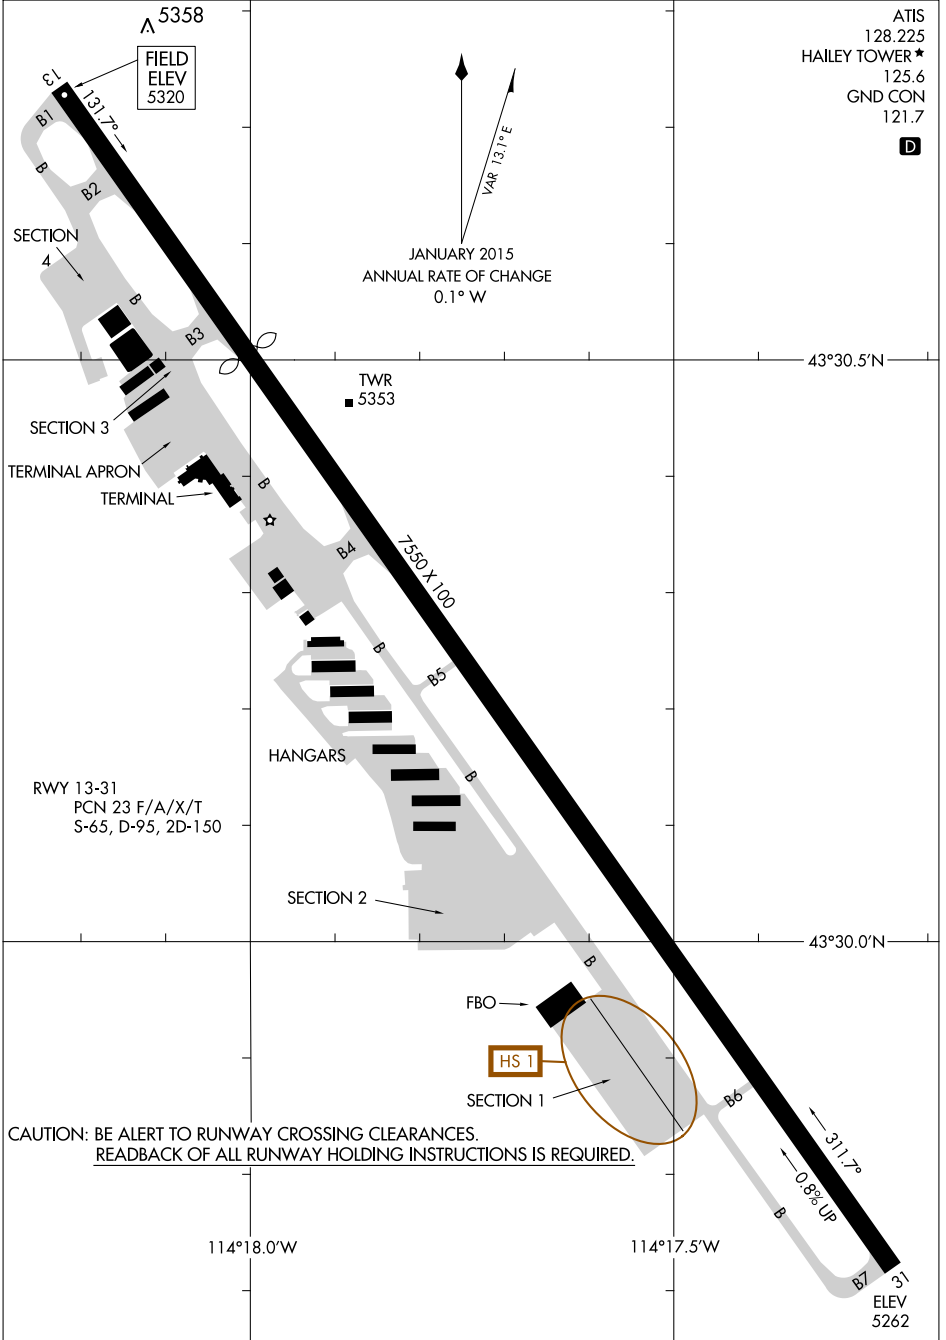 5358
FIELD
ELEV
5320
13
131.7°
ATIS
128.225
HAILEY TOWER★
125.6
GND CON
121.7
D
VAR 13.1° E
JANUARY 2015
ANNUAL RATE OF CHANGE
0.1° W
B1
B
B2
SECTION
4
B
B3
43°30.5'N
TWR
5353
SECTION 3
TERMINAL APRON
TERMINAL
B
B4
7550 X 100
B
B5
HANGARS
B
RWY 13-31
PCN 23 F/A/X/T
S-65, D-95, 2D-150
SECTION 2
43°30.0'N
B
FBO
HS 1
SECTION 1
B6
CAUTION: BE ALERT TO RUNWAY CROSSING CLEARANCES.
READBACK OF ALL RUNWAY HOLDING INSTRUCTIONS IS REQUIRED.
311.7°
0.8% UP
B
114°18.0'W
114°17.5'W
B7
31
ELEV
5262